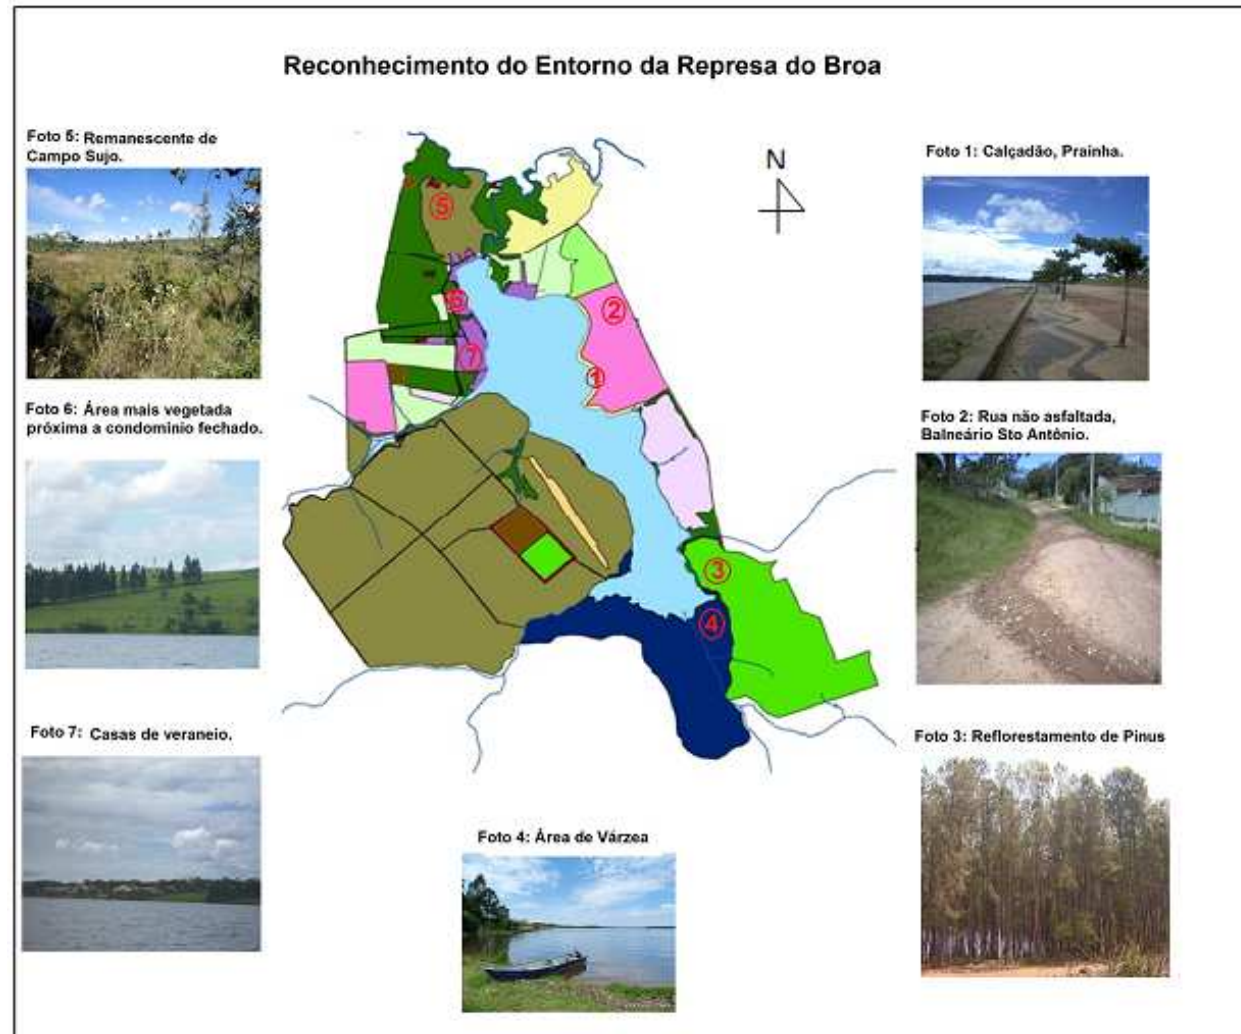 Reconhecimento do Entorno da Represa do Broa
Foto 5: Remanescente de
Campo Sujo.
Foto 6: Área mais vegetada
próxima a condominio fechado.
Foto 7: Casas de veraneio.
N
5
6
7
2
1
3
4
Foto 4: Área de Várzea
Foto 1: Calçadão, Prainha.
Foto 2: Rua não asfaltada,
Balneário Sto Antônio.
Foto 3: Reflorestamento de Pinus